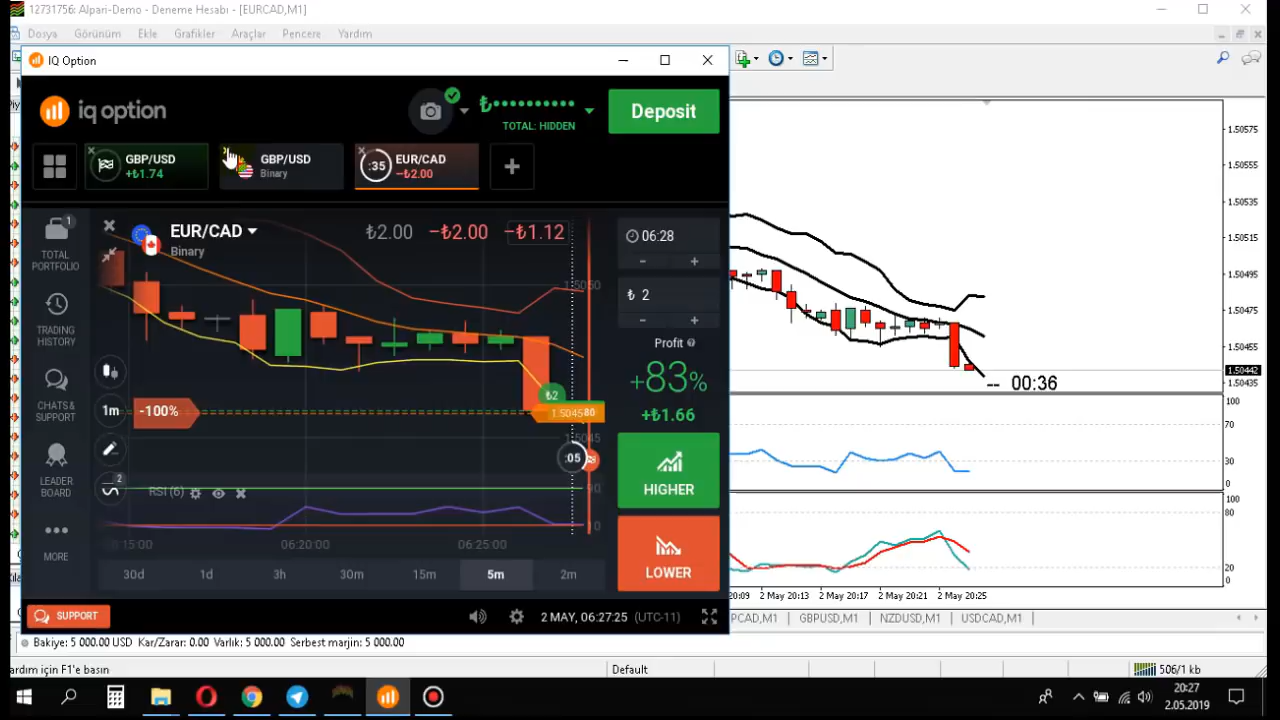 12731756: Alpari-Demo - Deneme Hesabı - [EURCAD,M1]
Dosya Görünüm Ekle Grafikler Araçlar Pencere Yardım
IQ Option
iq option
₺••••••••••
TOTAL: HIDDEN
Deposit
GBP/USD
+₺1.74
GBP/USD
Binary
:35
EUR/CAD
−₺2.00
+
1
TOTAL
PORTFOLIO
TRADING
HISTORY
CHATS &
SUPPORT
LEADER
BOARD
MORE
EUR/CAD
Binary
₺2.00 −₺2.00 −₺1.12
1m
2
-100%
₺2
1.504580
:05
RSI (6)
90
10
06:20:00 06:25:00
30d 1d 3h 30m 15m 5m 2m
06:28
− +
₺ 2
− +
Profit
+83%
+₺1.66
HIGHER
LOWER
SUPPORT
2 MAY, 06:27:25 (UTC-11)
1.50575
1.50555
1.50535
1.50515
1.50495
1.50475
1.50455
1.50442
1.50435
-- 00:36
100
70
30
0
100
80
20
0
2 May 20:13 2 May 20:17 2 May 20:21 2 May 20:25
GBPUSD,M1 NZDUSD,M1 USDCAD,M1
Bakiye: 5 000.00 USD Kar/Zarar: 0.00 Varlık: 5 000.00 Serbest marjin: 5 000.00
ardım için F1'e basın
Default
506/1 kb
20:27
2.05.2019